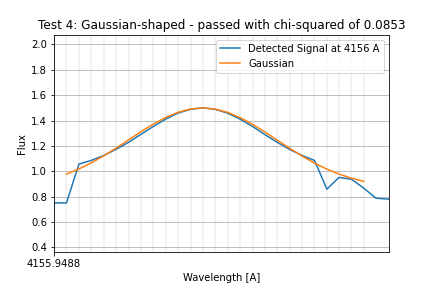 Test 4: Gaussian-shaped - passed with chi-squared of 0.0853
2.0
1.8
1.6
1.4
1.2
1.0
0.8
0.6
0.4
Flux
Detected Signal at 4156 A
Gaussian
4155.9488
Wavelength [A]